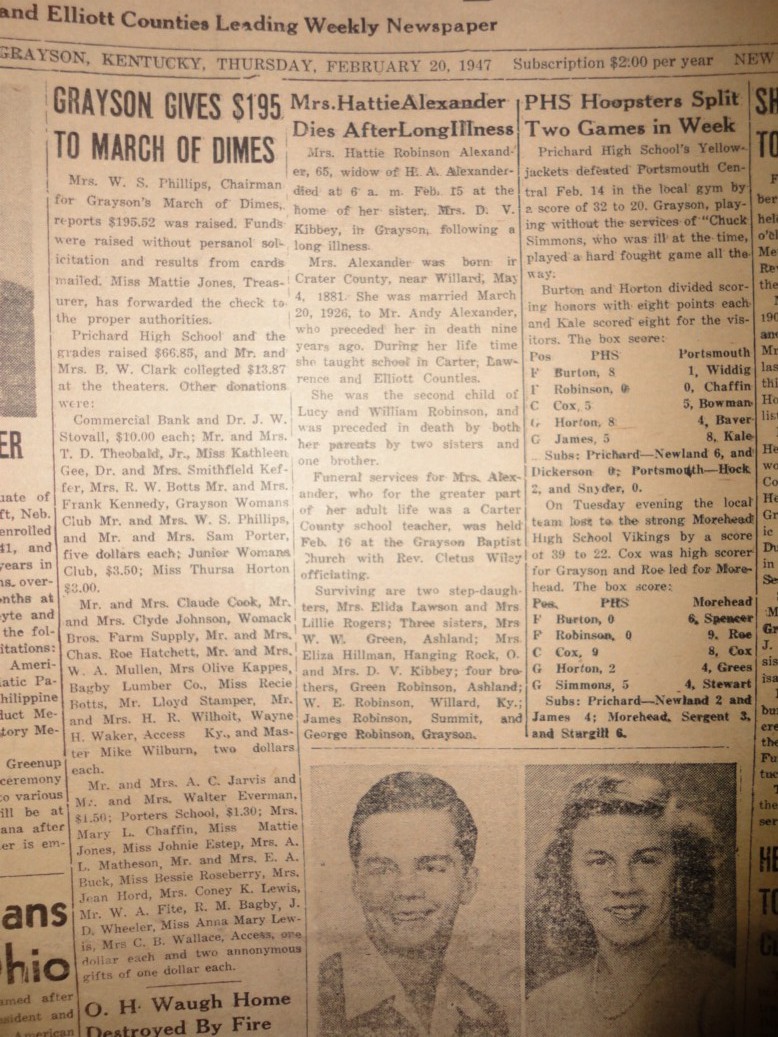 and Elliott Counties Leading Weekly Newspaper
GRAYSON, KENTUCKY, THURSDAY, FEBRUARY 20, 1947 Subscription $2:00 per year NEW
GRAYSON GIVES $195
TO MARCH OF DIMES
Mrs. W. S. Phillips, Chairman
for Grayson's March of Dimes,
reports $195.52 was raised. Funds
were raised without persanol sol-
icitation and results from cards
mailed. Miss Mattie Jones, Treas-
urer, has forwarded the check to
the proper authorities.
Prichard High School and the
grades raised $66.85, and Mr. and
Mrs. B. W. Clark collegted $13.87
at the theaters. Other donations
were:
Commercial Bank and Dr. J. W.
Stovall, $10.00 each; Mr. and Mrs.
T. D. Theobald, Jr., Miss Kathleen
Gee, Dr. and Mrs. Smithfield Kef-
fer, Mrs. R. W. Botts Mr. and Mrs.
Frank Kennedy, Grayson Womans
Club Mr. and Mrs. W. S. Phillips,
and Mr. and Mrs. Sam Porter,
five dollars each; Junior Womans
Club, $3.50; Miss Thursa Horton
$3.00.
Mr. and Mrs. Claude Cook, Mr.
and Mrs. Clyde Johnson, Womack
Bros. Farm Supply, Mr. and Mrs.
Chas. Roe Hatchett, Mr. and Mrs.
W. A. Mullen, Mrs Olive Kappes,
Bagby Lumber Co., Miss Recie
Botts, Mr. Lloyd Stamper, Mr.
and Mrs. H. R. Wilhoit, Wayne
H. Waker, Access Ky., and Mas-
ter Mike Wilburn, two dollars
each.
Mr. and Mrs. A. C. Jarvis and
Mr. and Mrs. Walter Everman,
$1.50; Porters School, $1.30; Mrs.
Mary L. Chaffin, Miss Mattie
Jones, Miss Johnie Estep, Mrs. A.
L. Matheson, Mr. and Mrs. E. A.
Buck, Miss Bessie Roseberry, Mrs.
Jean Hord, Mrs. Coney K. Lewis,
Mr. W. A. Fite, R. M. Bagby, J.
D. Wheeler, Miss Anna Mary Lew-
is, Mrs C. B. Wallace, Access, one
dollar each and two annonymous
gifts of one dollar each.
O. H. Waugh Home
Destroyed By Fire
Mrs. Hattie Alexander
Dies After Long Illness
Mrs. Hattie Robinson Alexand-
er, 65, widow of H. A. Alexander
died at 6 a. m. Feb. 15 at the
home of her sister, Mrs. D. V.
Kibbey, in Grayson, following a
long illness.
Mrs. Alexander was born ir
Crater County, near Willard, May
4, 1881. She was married March
20, 1926, to Mr. Andy Alexander,
who preceded her in death nine
years ago. During her life time
she taught school in Carter, Law-
rence and Elliott Counties.
She was the second child of
Lucy and William Robinson, and
was preceded in death by both
her parents by two sisters and
one brother.
Funeral services for Mrs. Alex-
ander, who for the greater part
of her adult life was a Carter
County school teacher, was held
Feb. 16 at the Grayson Baptist
Church with Rev. Cletus Wiley
officiating.
Surviving are two step-daugh-
ters, Mrs. Elida Lawson and Mrs
Lillie Rogers; Three sisters, Mrs
W. W. Green, Ashland; Mrs.
Eliza Hillman, Hanging Rock, O.
and Mrs. D. V. Kibbey; four bro-
thers, Green Robinson, Ashland;
W. E. Robinson, Willard, Ky.;
James Robinson, Summit, and
George Robinson, Grayson.
PHS Hoopsters Split
Two Games in Week
Prichard High School's Yellow-
jackets defeated Portsmouth Cen-
tral Feb. 14 in the local gym by
a score of 32 to 20. Grayson, play-
ing without the services of "Chuck
Simmons, who was ill at the time,
played a hard fought game all the
way:
Burton and Horton divided scor-
ing honors with eight points each
and Kale scored eight for the vis-
itors. The box score:
Pos PHS Portsmouth
F Burton, 8 1, Widdig
F Robinson, 0 0, Chaffin
C Cox, 5 5, Bowman
G Horton, 8 4, Baver
G James, 5 8, Kale
Subs: Prichard—Newland 6, and
Dickerson 0; Portsmouth—Hock
2, and Snyder, 0.
On Tuesday evening the local
team lost to the strong Morehead
High School Vikings by a score
of 39 to 22. Cox was high scorer
for Grayson and Roe led for More-
head. The box score:
Pos. PHS Morehead
F Burton, 0 6, Spencer
F Robinson, 0 9, Roe
C Cox, 9 8, Cox
G Horton, 2 4, Grees
G Simmons, 5 4, Stewart
Subs: Prichard—Newland 2 and
James 4; Morehead, Sergent 3,
and Sturgill 6.